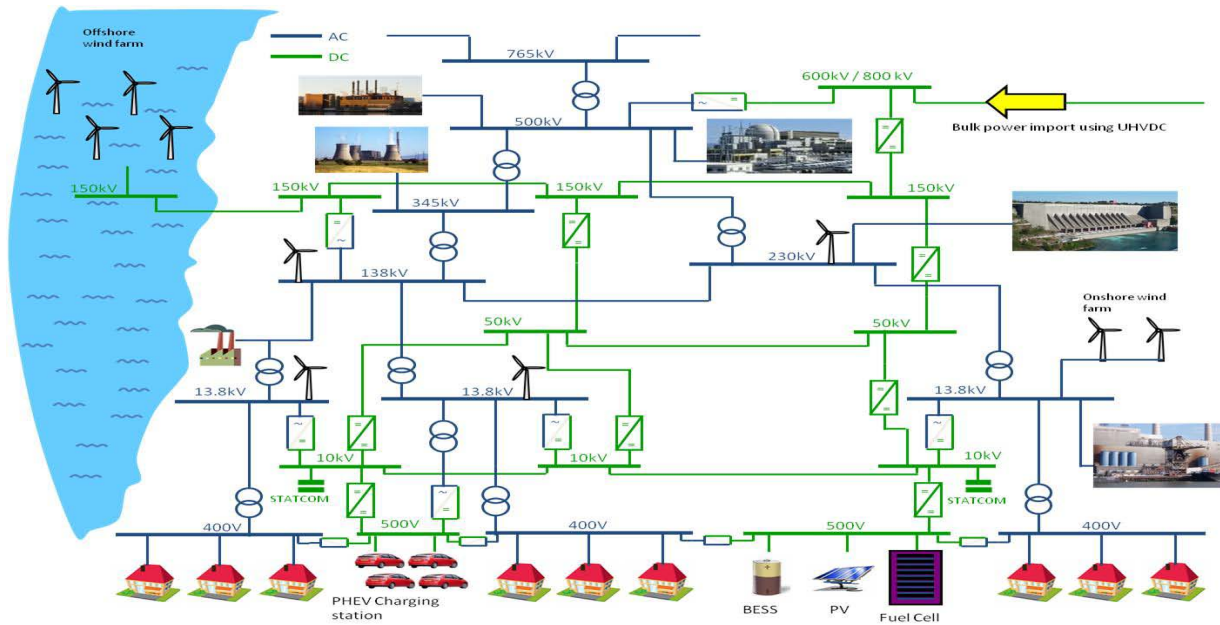 Offshore
wind farm
AC
DC
765kV
600kV / 800 kV
500kV
Bulk power import using UHVDC
150kV
150kV
150kV
150kV
345kV
230kV
138kV
Onshore wind
farm
50kV
50kV
13.8kV
13.8kV
13.8kV
10kV
10kV
10kV
STATCOM
STATCOM
400V
500V
400V
500V
400V
PHEV Charging
station
BESS
PV
Fuel Cell